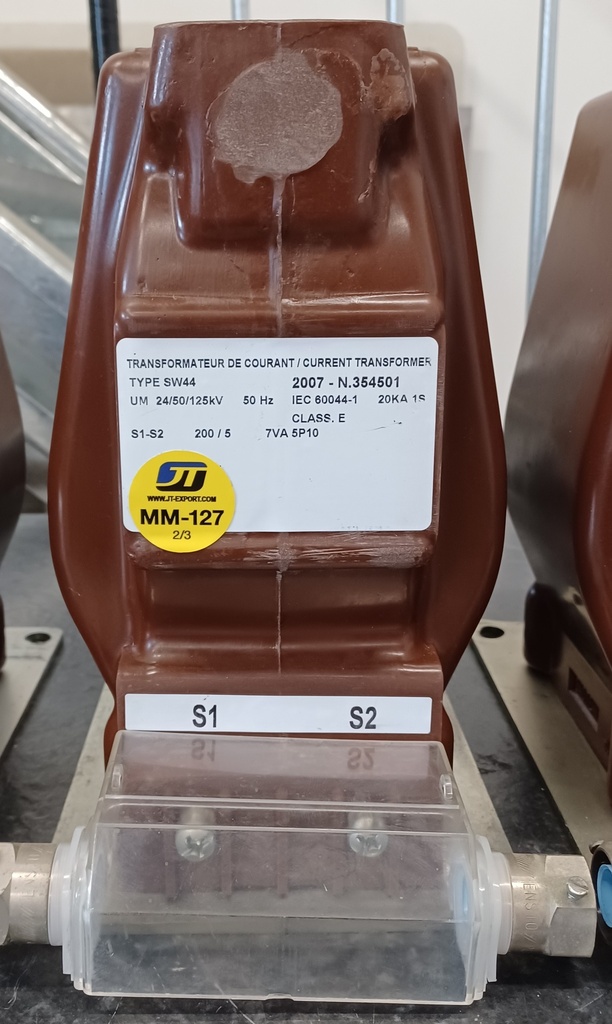 TRANSFORMATEUR DE COURANT / CURRENT TRANSFORMER
TYPE SW44 2007 - N.354501
UM 24/50/125kV 50 Hz IEC 60044-1 20KA 1S
CLASS. E
S1-S2 200 / 5 7VA 5P10
JT
WWW.JT-EXPORT.COM
MM-127
2/3
S1 S2